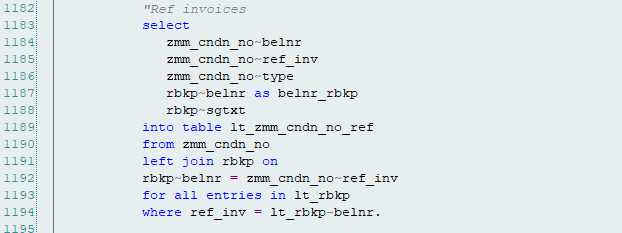 1182 "Ref invoices
1183 select
1184 zmm_cndn_no~belnr
1185 zmm_cndn_no~ref_inv
1186 zmm_cndn_no~type
1187 rbkp~belnr as belnr_rbkp
1188 rbkp~sgtxt
1189 into table lt_zmm_cndn_no_ref
1190 from zmm_cndn_no
1191 left join rbkp on
1192 rbkp~belnr = zmm_cndn_no~ref_inv
1193 for all entries in lt_rbkp
1194 where ref_inv = lt_rbkp-belnr.
1195